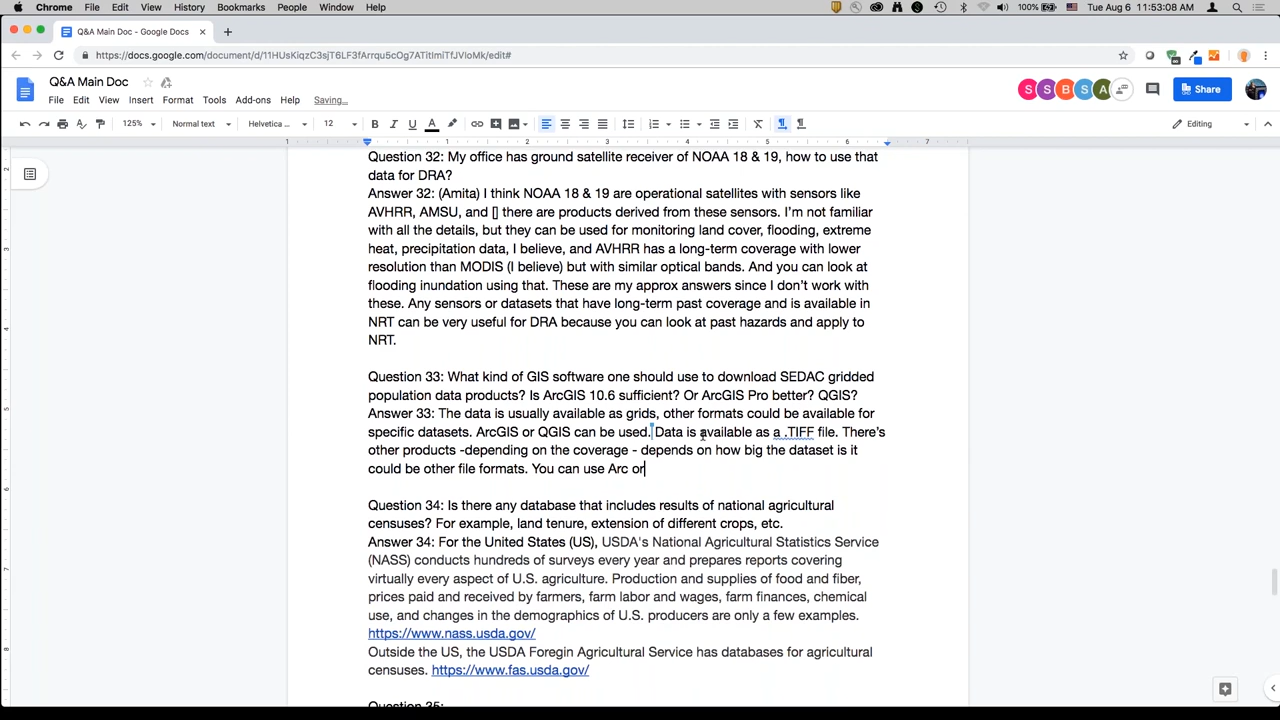 Chrome File Edit View History Bookmarks People Window Help 100% Tue Aug 6 11:53:08 AM
Q&A Main Doc - Google Docs
https://docs.google.com/document/d/11HUsKiqzC3sjT6LF3fArrqu5cOg7ATitImiTfJVloMk/edit#
Q&A Main Doc
S S B S A Share
File Edit View Insert Format Tools Add-ons Help Saving...
125% Normal text Helvetica ... 12 B I U A Editing
1 1 2 3 4 5 6 7
Question 32: My office has ground satellite receiver of NOAA 18 & 19, how to use that
data for DRA?
Answer 32: (Amita) I think NOAA 18 & 19 are operational satellites with sensors like
AVHRR, AMSU, and [] there are products derived from these sensors. I'm not familiar
with all the details, but they can be used for monitoring land cover, flooding, extreme
heat, precipitation data, I believe, and AVHRR has a long-term coverage with lower
resolution than MODIS (I believe) but with similar optical bands. And you can look at
flooding inundation using that. These are my approx answers since I don't work with
these. Any sensors or datasets that have long-term past coverage and is available in
NRT can be very useful for DRA because you can look at past hazards and apply to
NRT.
Question 33: What kind of GIS software one should use to download SEDAC gridded
population data products? Is ArcGIS 10.6 sufficient? Or ArcGIS Pro better? QGIS?
Answer 33: The data is usually available as grids, other formats could be available for
specific datasets. ArcGIS or QGIS can be used. Data is available as a .TIFF file. There's
other products -depending on the coverage - depends on how big the dataset is it
could be other file formats. You can use Arc or
Question 34: Is there any database that includes results of national agricultural
censuses? For example, land tenure, extension of different crops, etc.
Answer 34: For the United States (US), USDA's National Agricultural Statistics Service
(NASS) conducts hundreds of surveys every year and prepares reports covering
virtually every aspect of U.S. agriculture. Production and supplies of food and fiber,
prices paid and received by farmers, farm labor and wages, farm finances, chemical
use, and changes in the demographics of U.S. producers are only a few examples.
https://www.nass.usda.gov/
Outside the US, the USDA Foregin Agricultural Service has databases for agricultural
censuses. https://www.fas.usda.gov/
Question 35: